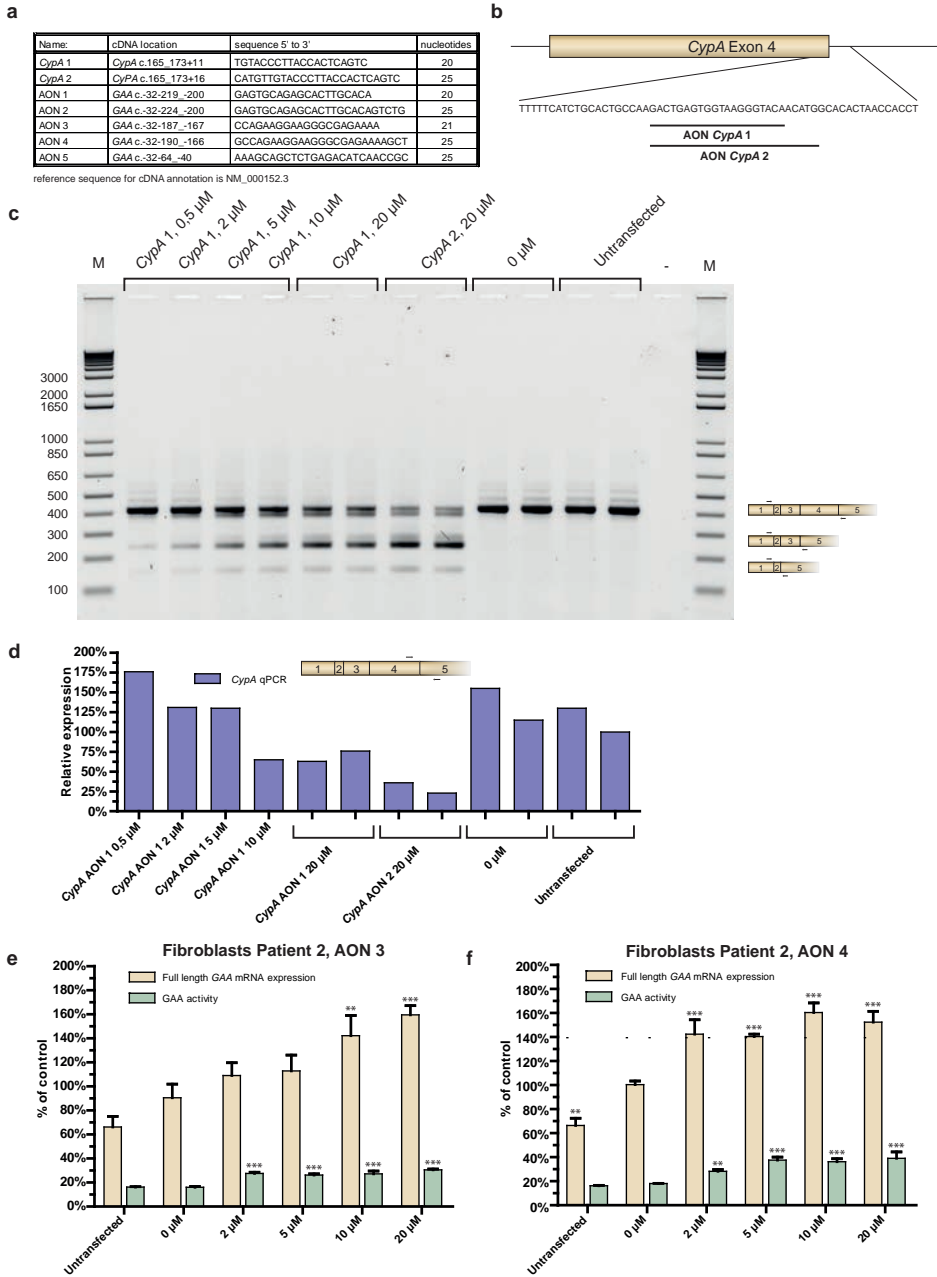 a
Name: cDNA location sequence 5' to 3' nucleotides
CypA 1 CypA c.165_173+11 TGTACCCTTACCACTCAGTC 20
CypA 2 CyPA c.165_173+16 CATGTTGTACCCTTACCACTCAGTC 25
AON 1 GAA c.-32-219_-200 GAGTGCAGAGCACTTGCACA 20
AON 2 GAA c.-32-224_-200 GAGTGCAGAGCACTTGCACAGTCTG 25
AON 3 GAA c.-32-187_-167 CCAGAAGGAAGGGCGAGAAAA 21
AON 4 GAA c.-32-190_-166 GCCAGAAGGAAGGGCGAGAAAAGCT 25
AON 5 GAA c.-32-64_-40 AAAGCAGCTCTGAGACATCAACCGC 25
reference sequence for cDNA annotation is NM_000152.3
b
CypA Exon 4
TTTTTCATCTGCACTGCCAAGACTGAGTGGTAAGGGTACAACATGGCACACTAACCACCT
AON CypA 1
AON CypA 2
c
M
CypA 1, 0,5 µM
CypA 1, 2 µM
CypA 1, 5 µM
CypA 1, 10 µM
CypA 1, 20 µM
CypA 2, 20 µM
0 µM
Untransfected
-
M
3000
2000
1650
1000
850
650
500
400
300
200
100
1 2 3 4 5
1 2 3 5
1 2 5
d
Relative expression
200%
175%
150%
125%
100%
75%
50%
25%
0%
CypA qPCR
1 2 3 4 5
CypA AON 1 0,5 µM
CypA AON 1 2 µM
CypA AON 1 5 µM
CypA AON 1 10 µM
CypA AON 1 20 µM
CypA AON 2 20 µM
0 µM
Untransfected
e
Fibroblasts Patient 2, AON 3
% of control
200%
180%
160%
140%
120%
100%
80%
60%
40%
20%
0%
Full length GAA mRNA expression
GAA activity
*** *** ** *** *** ***
Untransfected
0 µM
2 µM
5 µM
10 µM
20 µM
f
Fibroblasts Patient 2, AON 4
% of control
200%
180%
160%
140%
120%
100%
80%
60%
40%
20%
0%
Full length GAA mRNA expression
GAA activity
** *** ** *** *** *** *** *** ***
Untransfected
0 µM
2 µM
5 µM
10 µM
20 µM